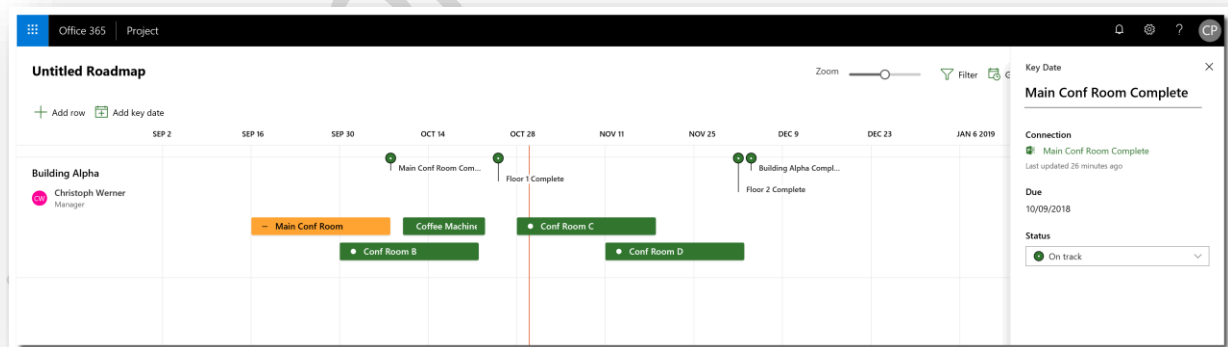 Office 365 Project
CP
Untitled Roadmap
Zoom
Filter
+ Add row
Add key date
SEP 2 SEP 16 SEP 30 OCT 14 OCT 28 NOV 11 NOV 25 DEC 9 DEC 23 JAN 6 2019
Main Conf Room Com...
Floor 1 Complete
Building Alpha Compl...
Floor 2 Complete
Building Alpha
CW
Christoph Werner
Manager
Main Conf Room
Coffee Machine
Conf Room C
Conf Room B
Conf Room D
Key Date
Main Conf Room Complete
Connection
Main Conf Room Complete
Last updated 26 minutes ago
Due
10/09/2018
Status
On track